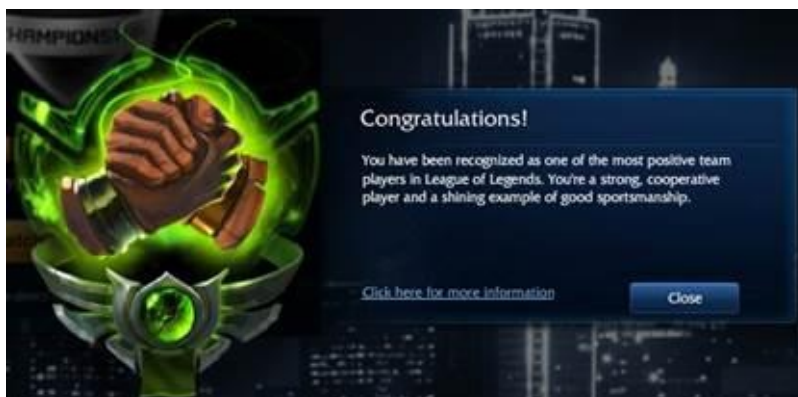 HAMPIONS
Congratulations!
You have been recognized as one of the most positive team
players in League of Legends. You're a strong, cooperative
player and a shining example of good sportsmanship.
Click here for more information
Close